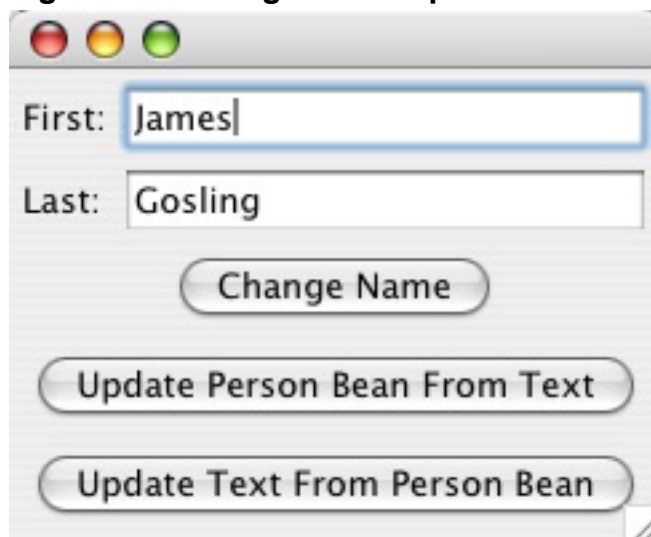 First: James
Last: Gosling
Change Name
Update Person Bean From Text
Update Text From Person Bean